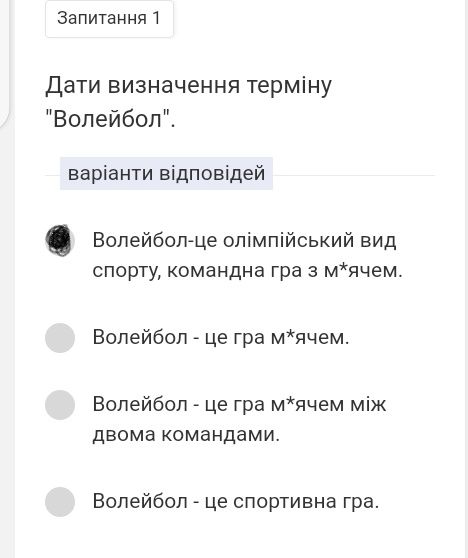 Запитання 1
Дати визначення терміну
"Волейбол".
варіанти відповідей
Волейбол-це олімпійський вид
спорту, командна гра з м*ячем.
Волейбол - це гра м*ячем.
Волейбол - це гра м*ячем між
двома командами.
Волейбол - це спортивна гра.